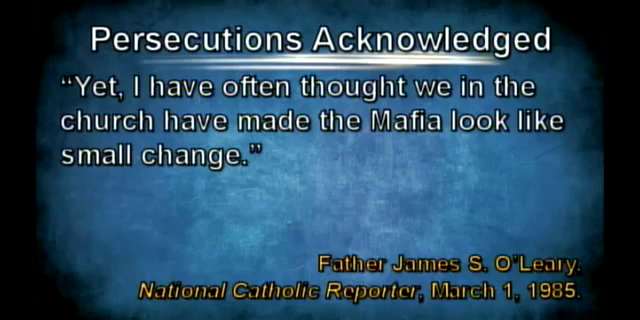 Persecutions Acknowledged
“Yet, I have often thought we in the
church have made the Mafia look like
small change.”
Father James S. O’Leary.
National Catholic Reporter, March 1, 1985.